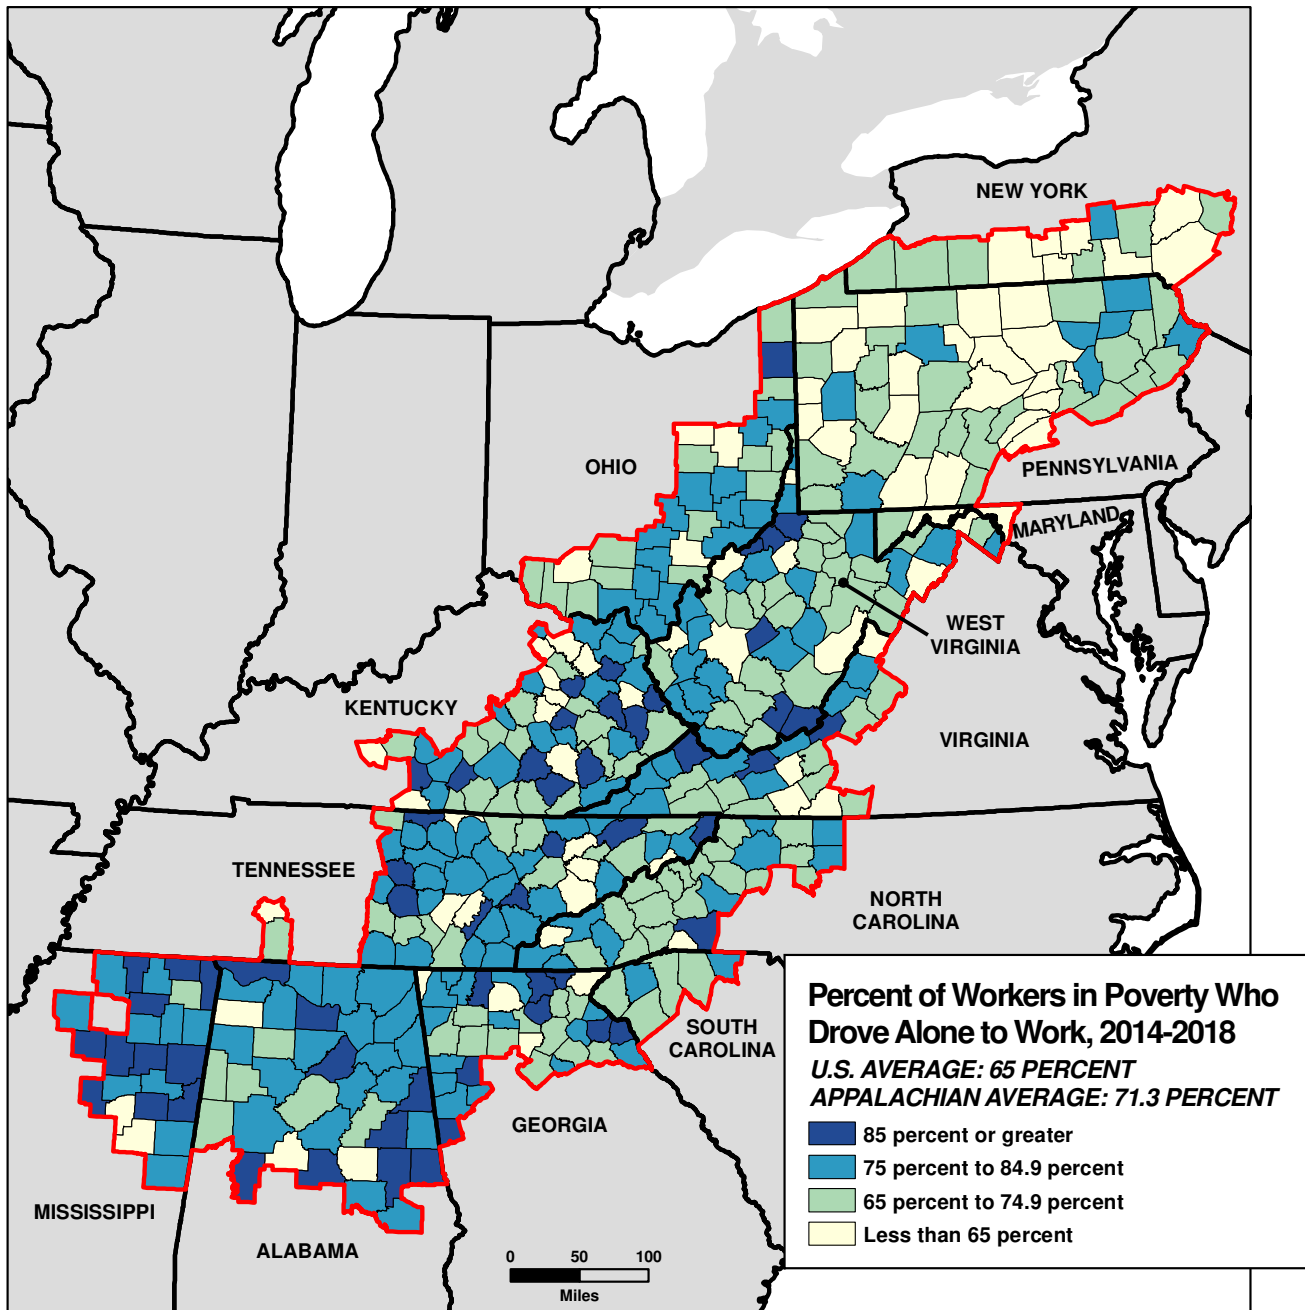 NEW YORK
OHIO
PENNSYLVANIA
MARYLAND
WEST
VIRGINIA
KENTUCKY
VIRGINIA
TENNESSEE
NORTH
CAROLINA
SOUTH
CAROLINA
GEORGIA
MISSISSIPPI
ALABAMA
0 50 100
Miles
Percent of Workers in Poverty Who
Drove Alone to Work, 2014-2018
U.S. AVERAGE: 65 PERCENT
APPALACHIAN AVERAGE: 71.3 PERCENT
85 percent or greater
75 percent to 84.9 percent
65 percent to 74.9 percent
Less than 65 percent